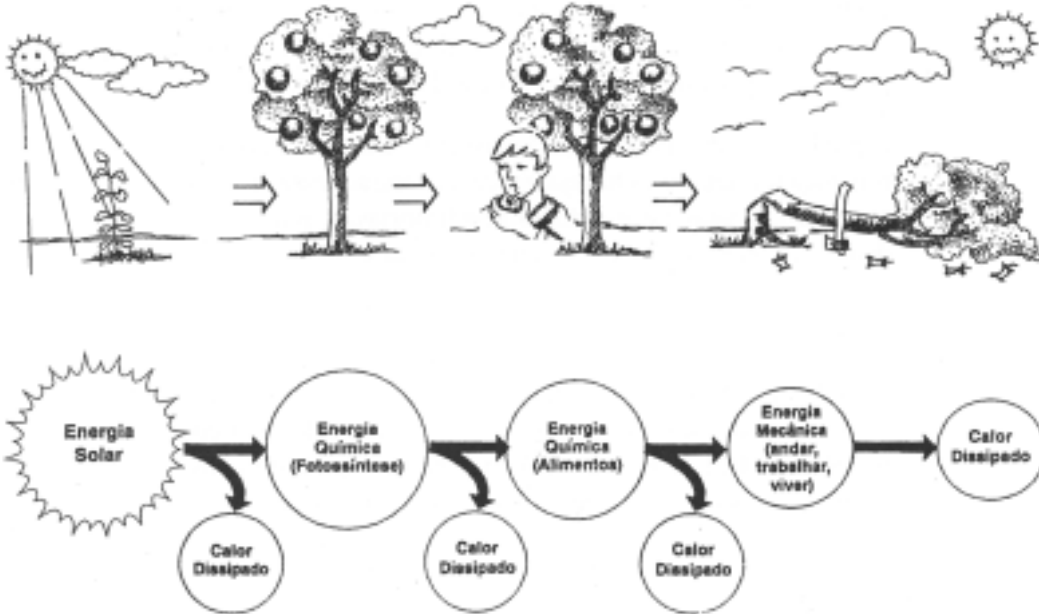 Energia
Solar
Energia
Química
(Fotossíntese)
Energia
Química
(Alimentos)
Energia
Mecânica
(andar,
trabalhar,
viver)
Calor
Dissipado
Calor
Dissipado
Calor
Dissipado
Calor
Dissipado